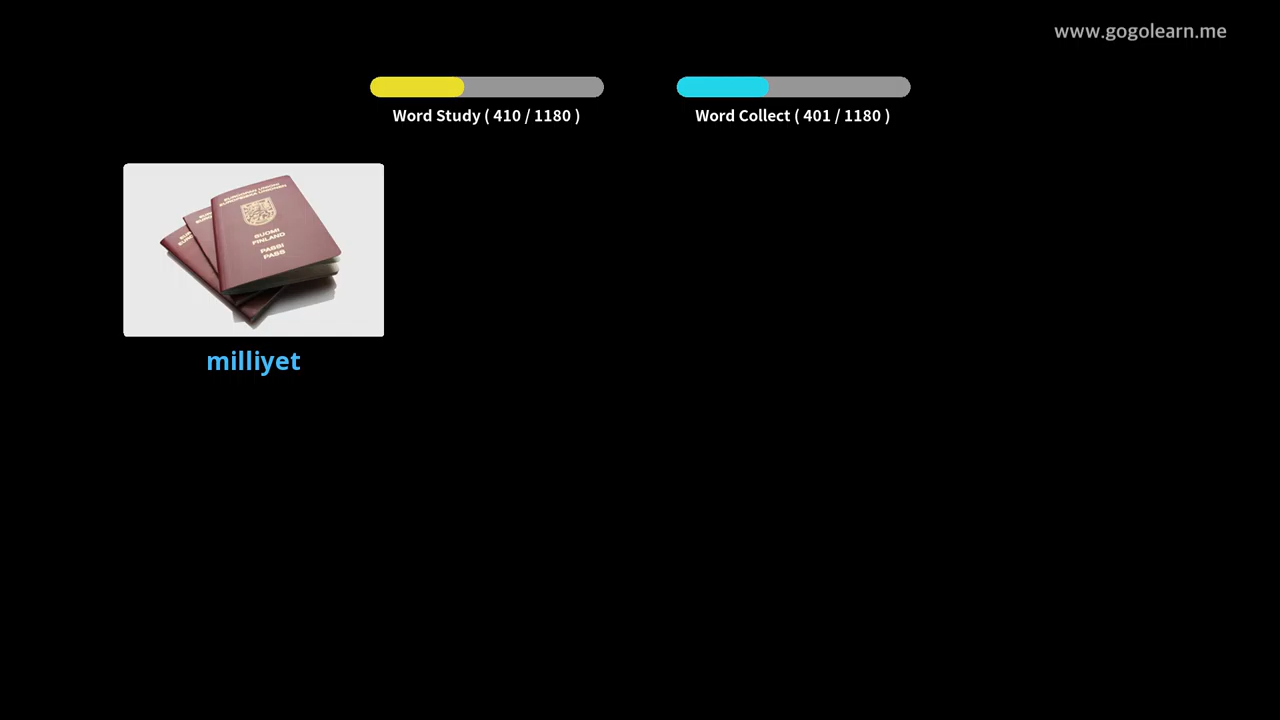 www.gogolearn.me
Word Study ( 410 / 1180 )
Word Collect ( 401 / 1180 )
SUOMI
FINLAND
PASSI
PASS
milliyet